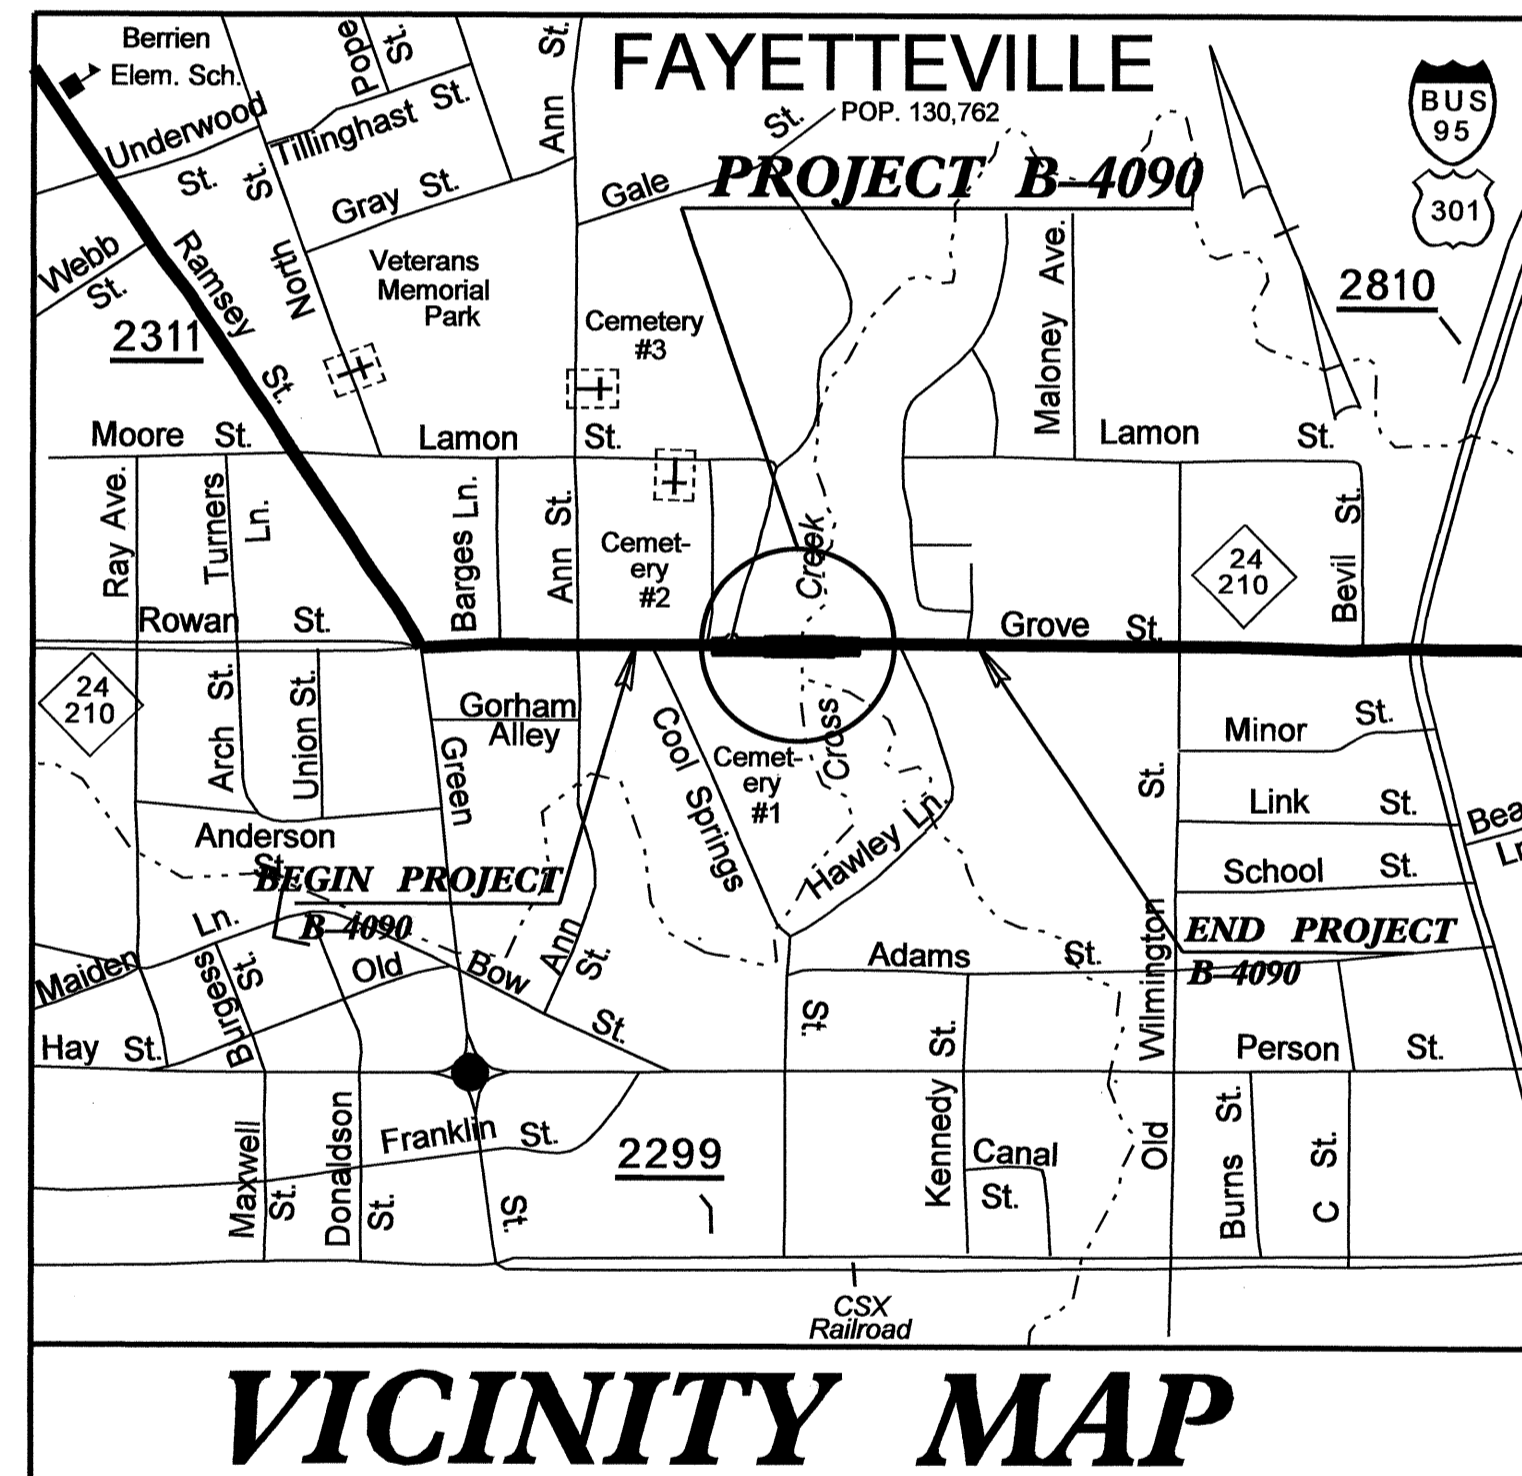 FAYETTEVILLE
POP. 130,762
PROJECT B-4090
BUS
95
301
Berrien
Elem. Sch.
Pope St.
Ann St.
Underwood St.
Tillinghast St.
North St.
Gray St.
Gale St.
Webb St.
Ramsey St.
2311
Veterans
Memorial
Park
Cemetery
#3
Maloney Ave.
2810
Moore St.
Lamon St.
Lamon St.
Ray Ave.
Turners Ln.
Barges Ln.
Ann St.
Cemet-
ery
#2
Creek
24
210
Bevil St.
Rowan St.
Grove St.
24
210
Arch St.
Union St.
Gorham
Alley
Green
Cool Springs
Cemet-
ery
#1
Cross
Hawley Ln.
Minor St.
Link St.
School St.
Bea
Ln
St.
Anderson
St.
BEGIN PROJECT
B-4090
Ann St.
END PROJECT
B-4090
Maiden Ln.
Burgess St.
Old
Bow
St.
Adams St.
Old Wilmington
Hay St.
St.
Kennedy St.
Person St.
Maxwell St.
Donaldson St.
Franklin St.
St.
2299
Canal
St.
Burns St.
C St.
CSX
Railroad
VICINITY MAP